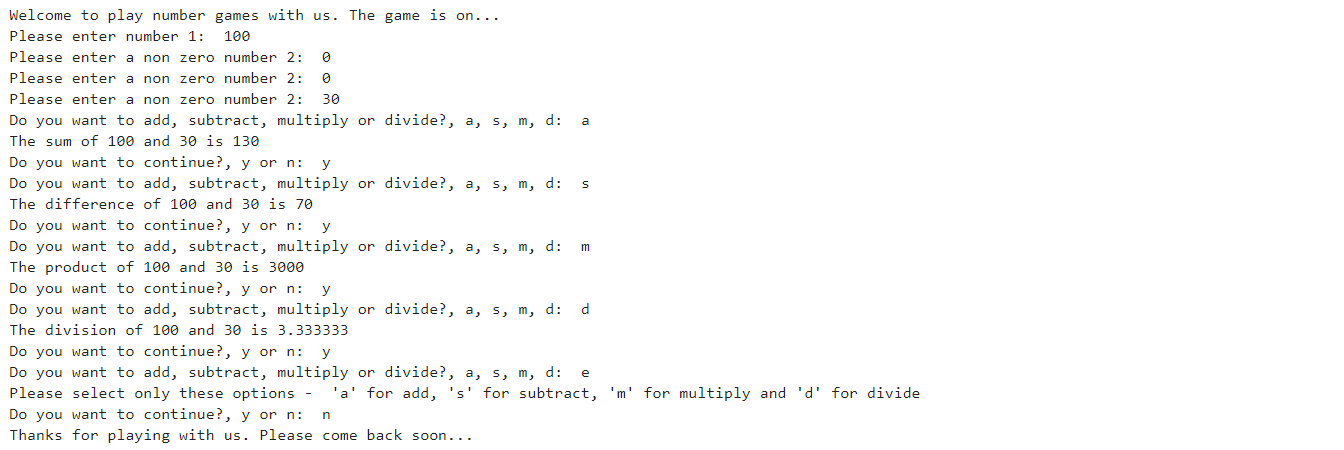 Welcome to play number games with us. The game is on...
Please enter number 1:  100
Please enter a non zero number 2:  0
Please enter a non zero number 2:  0
Please enter a non zero number 2:  30
Do you want to add, subtract, multiply or divide?, a, s, m, d:  a
The sum of 100 and 30 is 130
Do you want to continue?, y or n:  y
Do you want to add, subtract, multiply or divide?, a, s, m, d:  s
The difference of 100 and 30 is 70
Do you want to continue?, y or n:  y
Do you want to add, subtract, multiply or divide?, a, s, m, d:  m
The product of 100 and 30 is 3000
Do you want to continue?, y or n:  y
Do you want to add, subtract, multiply or divide?, a, s, m, d:  d
The division of 100 and 30 is 3.333333
Do you want to continue?, y or n:  y
Do you want to add, subtract, multiply or divide?, a, s, m, d:  e
Please select only these options -  'a' for add, 's' for subtract, 'm' for multiply and 'd' for divide
Do you want to continue?, y or n:  n
Thanks for playing with us. Please come back soon...